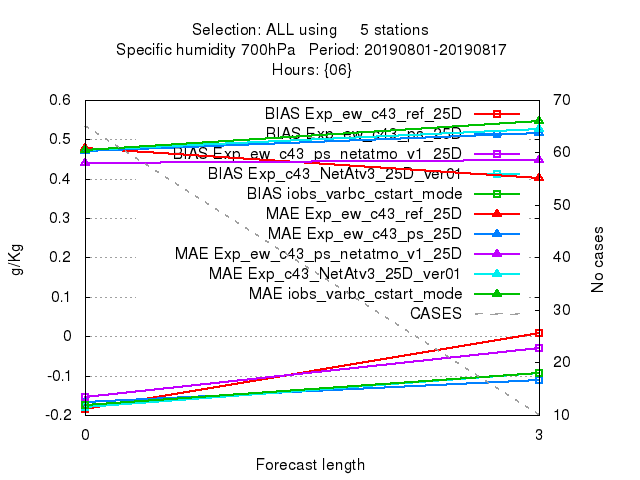 Selection: ALL using 5 stations
Specific humidity 700hPa Period: 20190801-20190817
Hours: {06}
0.6
0.5
0.4
0.3
0.2
0.1
0
-0.1
-0.2
g/Kg
BIAS Exp_ew_c43_ref_25D
BIAS Exp_ew_c43_ps_25D
BIAS Exp_ew_c43_ps_netatmo_v1_25D
BIAS Exp_c43_NetAtv3_25D_ver01
BIAS iobs_varbc_cstart_mode
MAE Exp_ew_c43_ref_25D
MAE Exp_ew_c43_ps_25D
MAE Exp_ew_c43_ps_netatmo_v1_25D
MAE Exp_c43_NetAtv3_25D_ver01
MAE iobs_varbc_cstart_mode
CASES
70
60
50
40
30
20
10
No cases
0 3
Forecast length